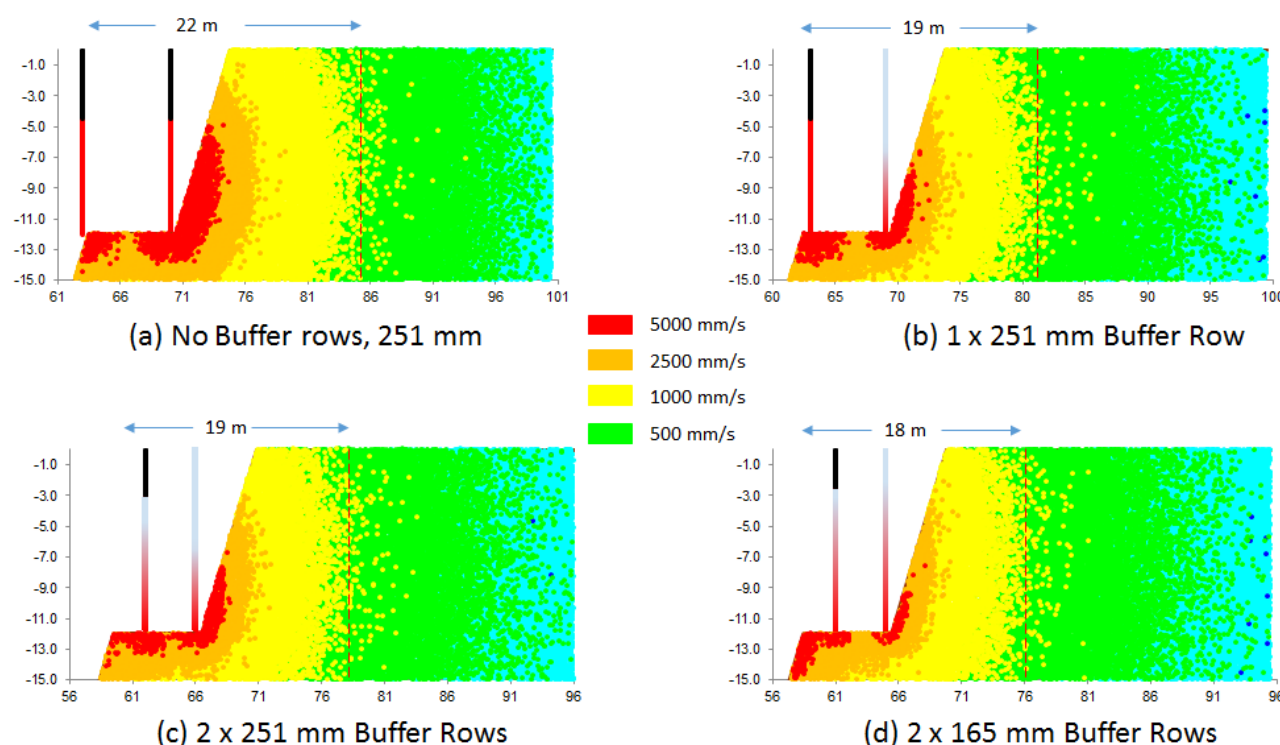 22 m
-1.0
-3.0
-5.0
-7.0
-9.0
-11.0
-13.0
-15.0
61 66 71 76 81 86 91 96 101
(a) No Buffer rows, 251 mm
19 m
-1.0
-3.0
-5.0
-7.0
-9.0
-11.0
-13.0
-15.0
60 65 70 75 80 85 90 95 100
(b) 1 x 251 mm Buffer Row
5000 mm/s
2500 mm/s
1000 mm/s
500 mm/s
19 m
-1.0
-3.0
-5.0
-7.0
-9.0
-11.0
-13.0
-15.0
56 61 66 71 76 81 86 91 96
(c) 2 x 251 mm Buffer Rows
18 m
-1.0
-3.0
-5.0
-7.0
-9.0
-11.0
-13.0
-15.0
56 61 66 71 76 81 86 91 96
(d) 2 x 165 mm Buffer Rows